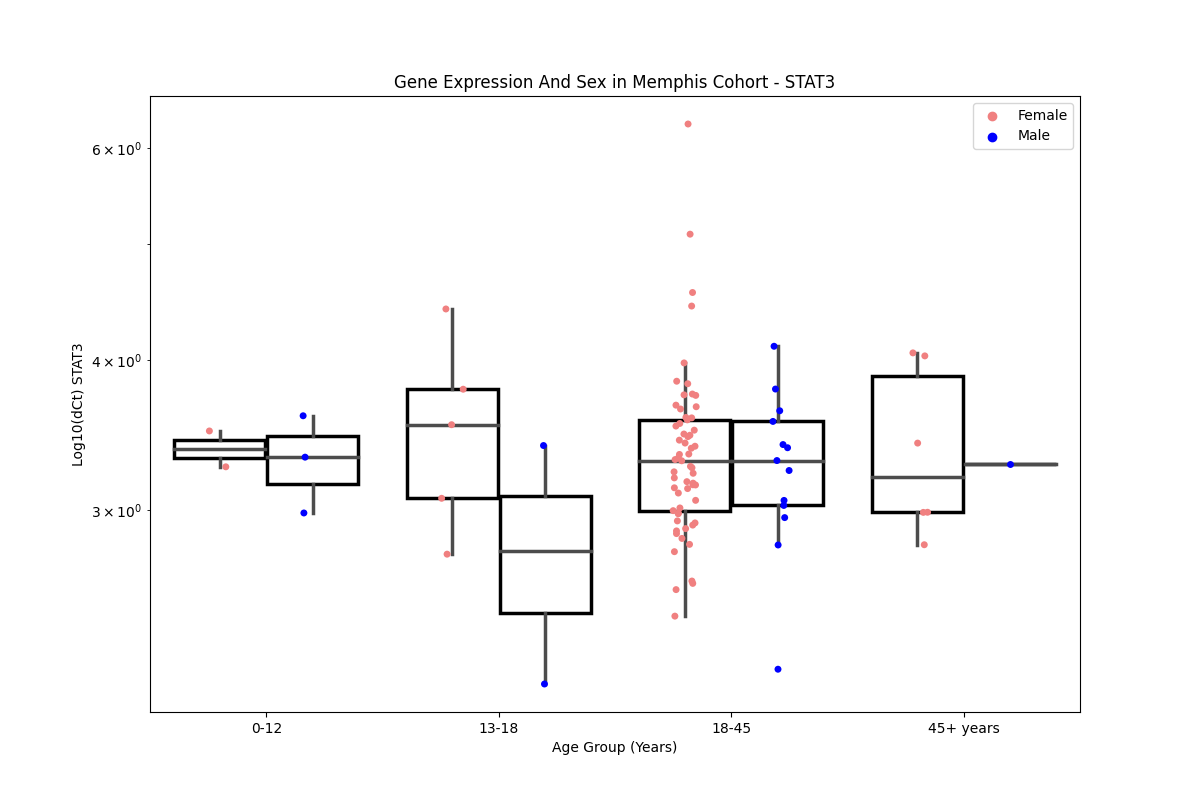 Gene Expression And Sex in Memphis Cohort - STAT3
Female
Male
6 × 10⁰
4 × 10⁰
3 × 10⁰
Log10(dCt) STAT3
0-12
13-18
18-45
45+ years
Age Group (Years)